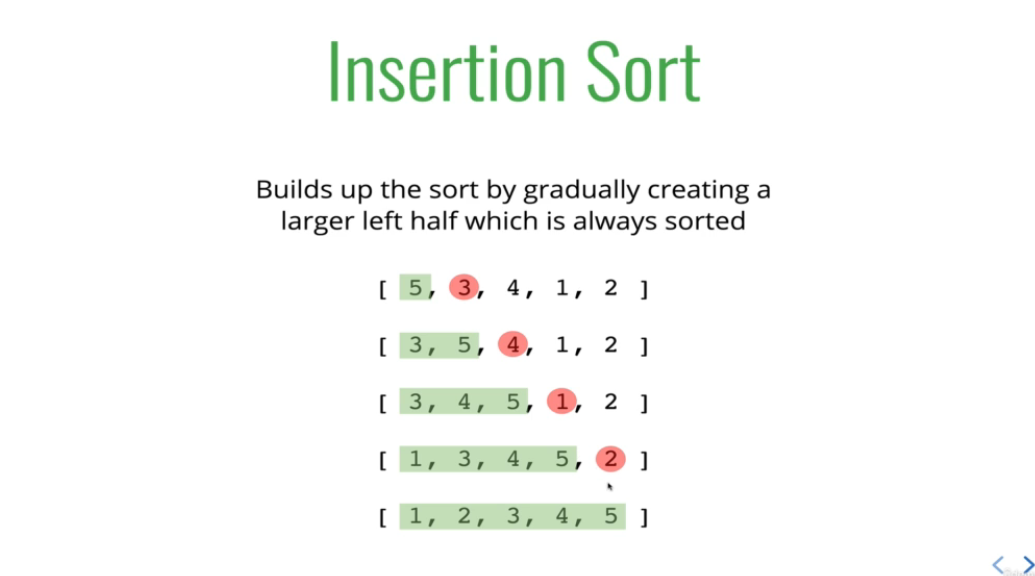 Insertion Sort
Builds up the sort by gradually creating a
larger left half which is always sorted
[ 5, 3, 4, 1, 2 ]
[ 3, 5, 4, 1, 2 ]
[ 3, 4, 5, 1, 2 ]
[ 1, 3, 4, 5, 2 ]
[ 1, 2, 3, 4, 5 ]